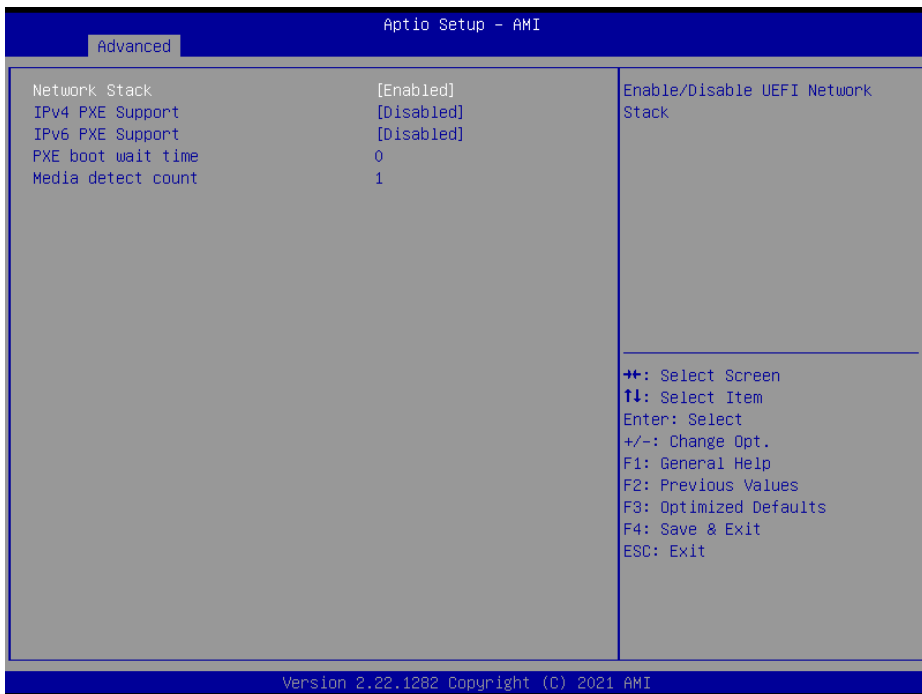 Aptio Setup – AMI
Advanced
Network Stack [Enabled]
IPv4 PXE Support [Disabled]
IPv6 PXE Support [Disabled]
PXE boot wait time 0
Media detect count 1
Enable/Disable UEFI Network
Stack
→←: Select Screen
↑↓: Select Item
Enter: Select
+/-: Change Opt.
F1: General Help
F2: Previous Values
F3: Optimized Defaults
F4: Save & Exit
ESC: Exit
Version 2.22.1282 Copyright (C) 2021 AMI